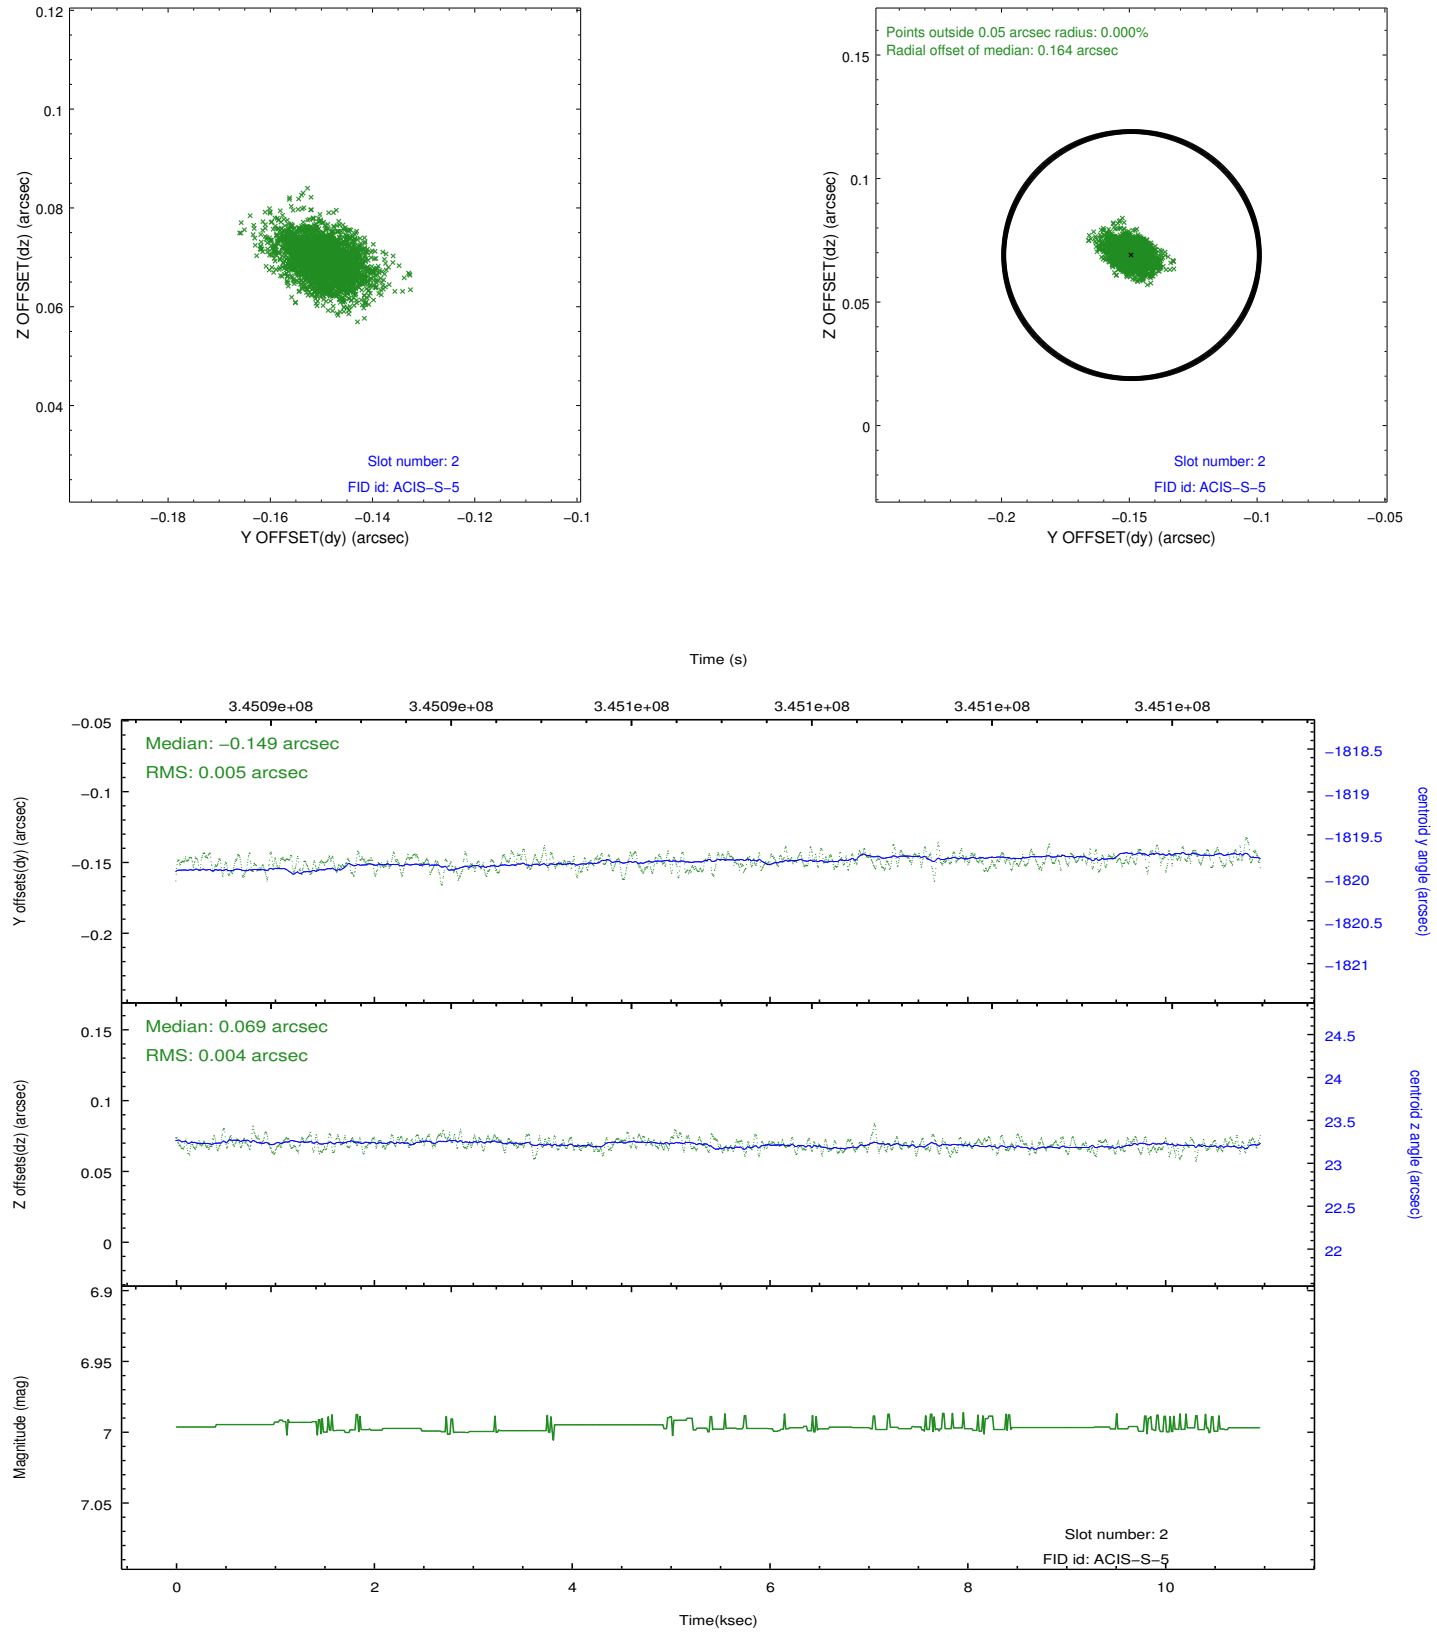 0.12
0.1
0.08
0.06
0.04
Z OFFSET(dz) (arcsec)
Slot number: 2
FID id: ACIS−S−5
−0.18
−0.16
−0.14
−0.12
−0.1
Y OFFSET(dy) (arcsec)
Points outside 0.05 arcsec radius: 0.000%
Radial offset of median: 0.164 arcsec
0.15
0.1
0.05
0
Z OFFSET(dz) (arcsec)
Slot number: 2
FID id: ACIS−S−5
−0.2
−0.15
−0.1
−0.05
Y OFFSET(dy) (arcsec)
Time (s)
3.4509e+08
3.4509e+08
3.451e+08
3.451e+08
3.451e+08
3.451e+08
−0.05
−0.1
−0.15
−0.2
Y offsets(dy) (arcsec)
Median: −0.149 arcsec
RMS: 0.005 arcsec
−1818.5
−1819
−1819.5
−1820
−1820.5
−1821
centroid y angle (arcsec)
0.15
0.1
0.05
0
Z offsets(dz) (arcsec)
Median: 0.069 arcsec
RMS: 0.004 arcsec
24.5
24
23.5
23
22.5
22
centroid z angle (arcsec)
6.9
6.95
7
7.05
Magnitude (mag)
Slot number: 2
FID id: ACIS−S−5
0
2
4
6
8
10
Time(ksec)